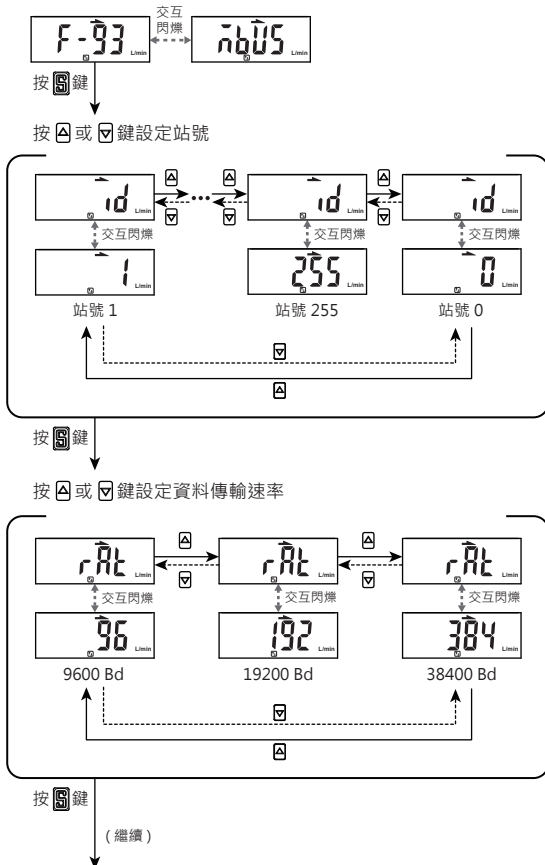 交互
閃爍
F-93 L/min
mbUS L/min
按 S 鍵
按 △ 或 ▽ 鍵設定站號
id L/min
•••
id L/min
id L/min
交互閃爍
交互閃爍
交互閃爍
1 L/min
255 L/min
0 L/min
站號 1
站號 255
站號 0
按 S 鍵
按 △ 或 ▽ 鍵設定資料傳輸速率
rAt L/min
rAt L/min
rAt L/min
交互閃爍
交互閃爍
交互閃爍
96 L/min
192 L/min
384 L/min
9600 Bd
19200 Bd
38400 Bd
按 S 鍵
( 繼續 )